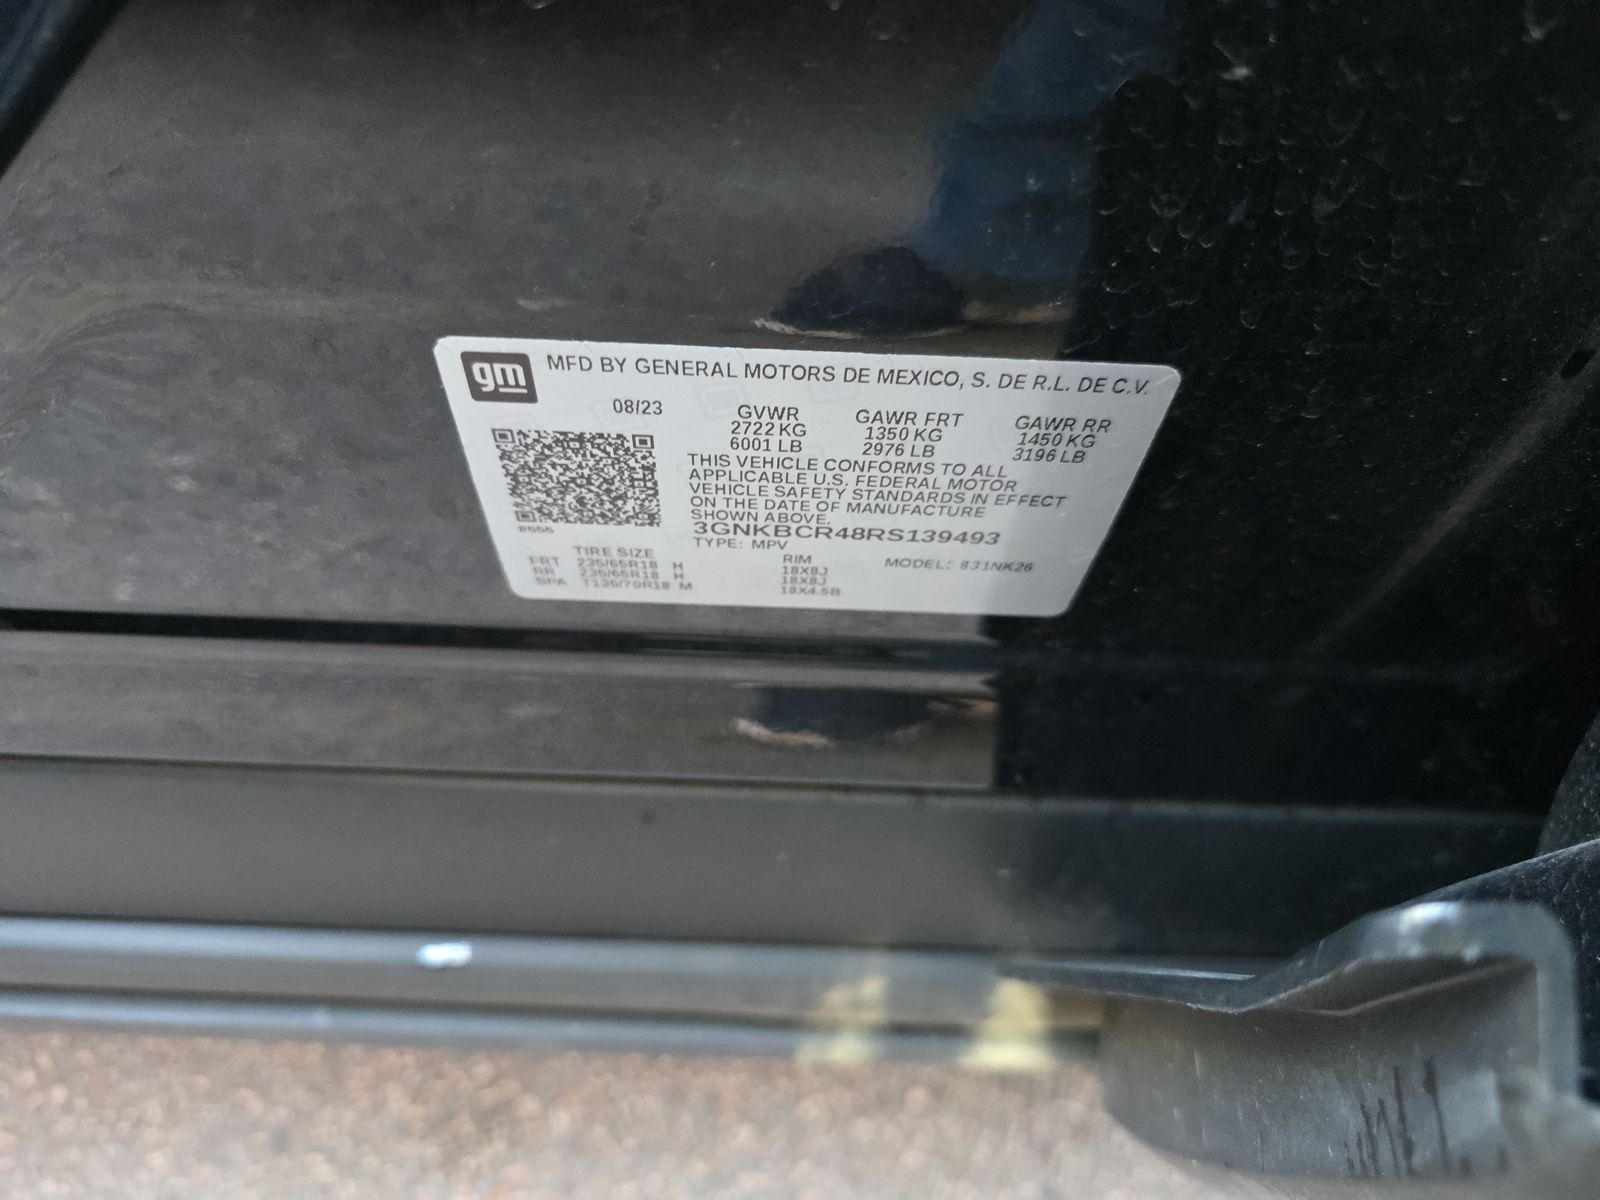 gm MFD BY GENERAL MOTORS DE MEXICO, S. DE R.L. DE C.V.
08/23 GVWR GAWR FRT GAWR RR
2722 KG 1350 KG 1450 KG
6001 LB 2976 LB 3196 LB
THIS VEHICLE CONFORMS TO ALL
APPLICABLE U.S. FEDERAL MOTOR
VEHICLE SAFETY STANDARDS IN EFFECT
ON THE DATE OF MANUFACTURE
SHOWN ABOVE.
3GNKBCR48RS139493
8555 TYPE: MPV
TIRE SIZE RIM MODEL: 831NK26
FRT 235/65R18 H 18X8J
RR 235/65R18 H 18X8J
SPA T135/70R18 M 18X4.5B